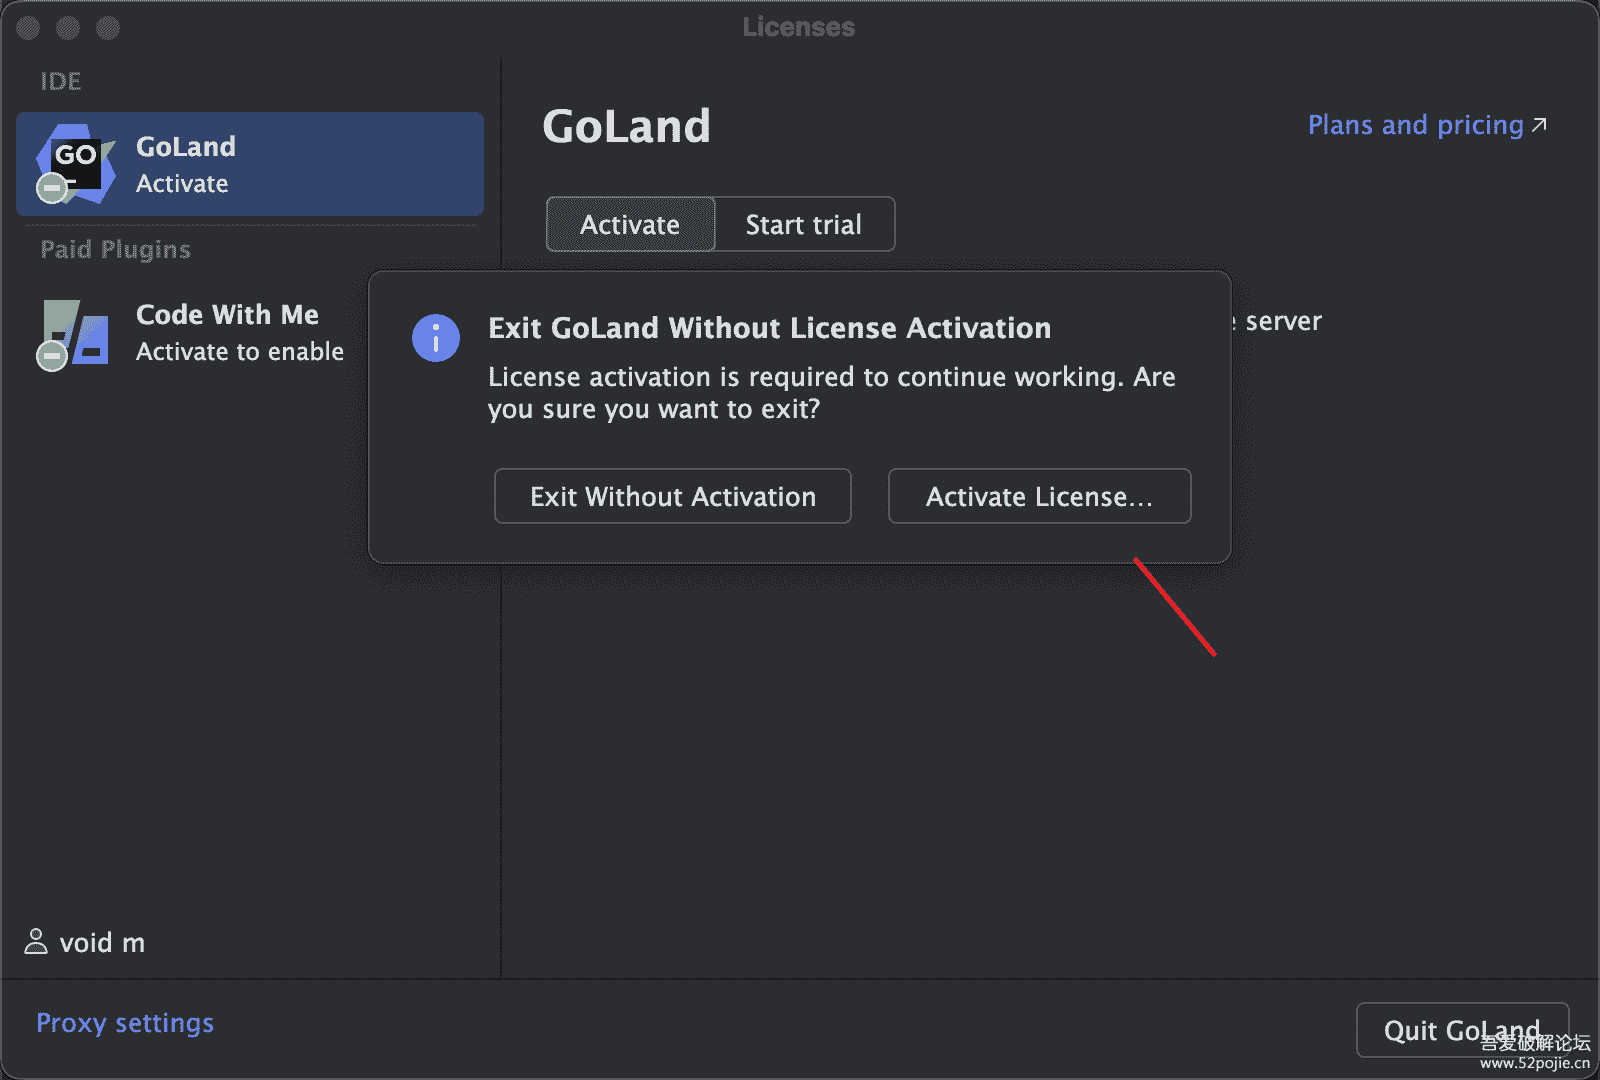 Licenses
IDE
GO
GoLand
Activate
Paid Plugins
Code With Me
Activate to enable
GoLand
Plans and pricing
Activate
Start trial
server
Exit GoLand Without License Activation
License activation is required to continue working. Are
you sure you want to exit?
Exit Without Activation
Activate License...
void m
Proxy settings
Quit GoLand
吾爱破解论坛
www.52pojie.cn